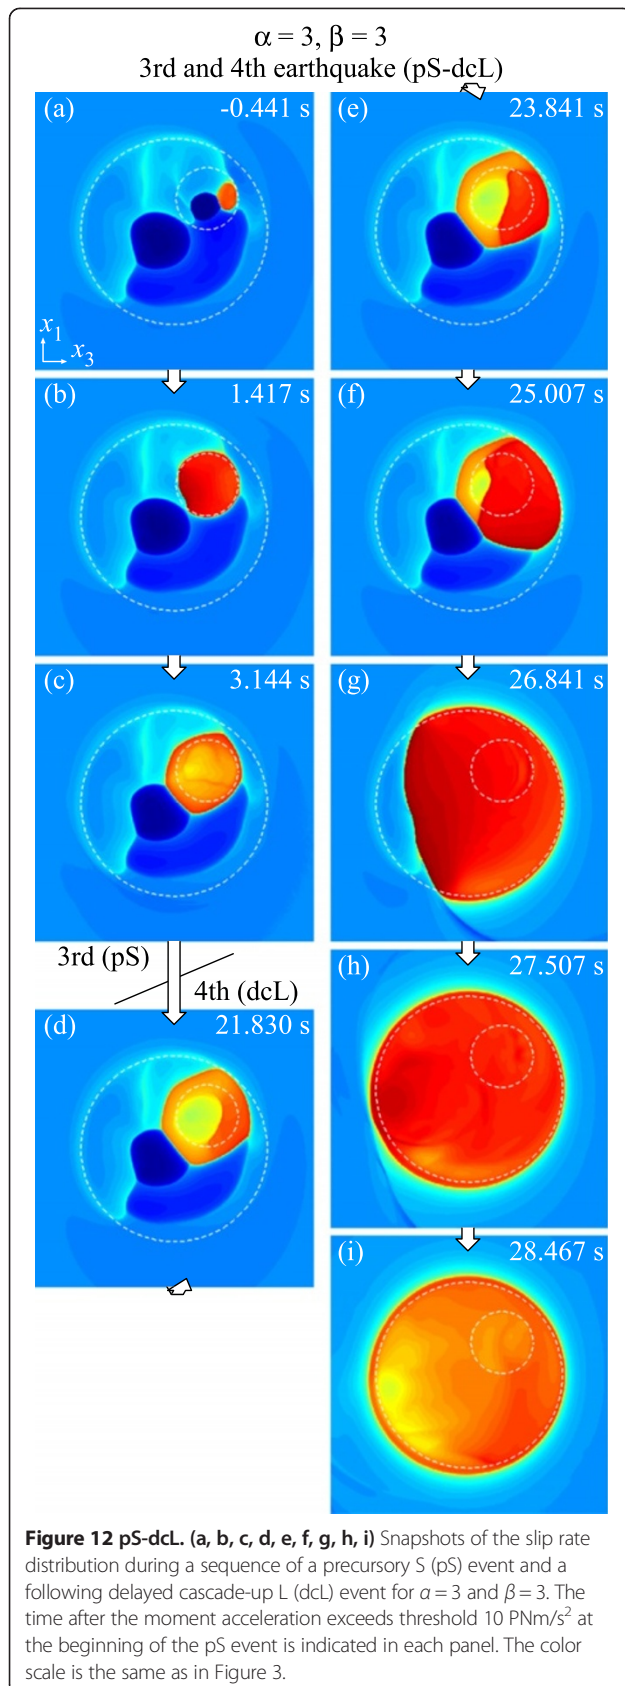 α = 3, β = 3
3rd and 4th earthquake (pS-dcL)
(a) -0.441 s
x1
x3
(b) 1.417 s
(c) 3.144 s
3rd (pS)
4th (dcL)
(d) 21.830 s
(e) 23.841 s
(f) 25.007 s
(g) 26.841 s
(h) 27.507 s
(i) 28.467 s
Figure 12 pS-dcL. (a, b, c, d, e, f, g, h, i) Snapshots of the slip rate
distribution during a sequence of a precursory S (pS) event and a
following delayed cascade-up L (dcL) event for α = 3 and β = 3. The
time after the moment acceleration exceeds threshold 10 PNm/s² at
the beginning of the pS event is indicated in each panel. The color
scale is the same as in Figure 3.